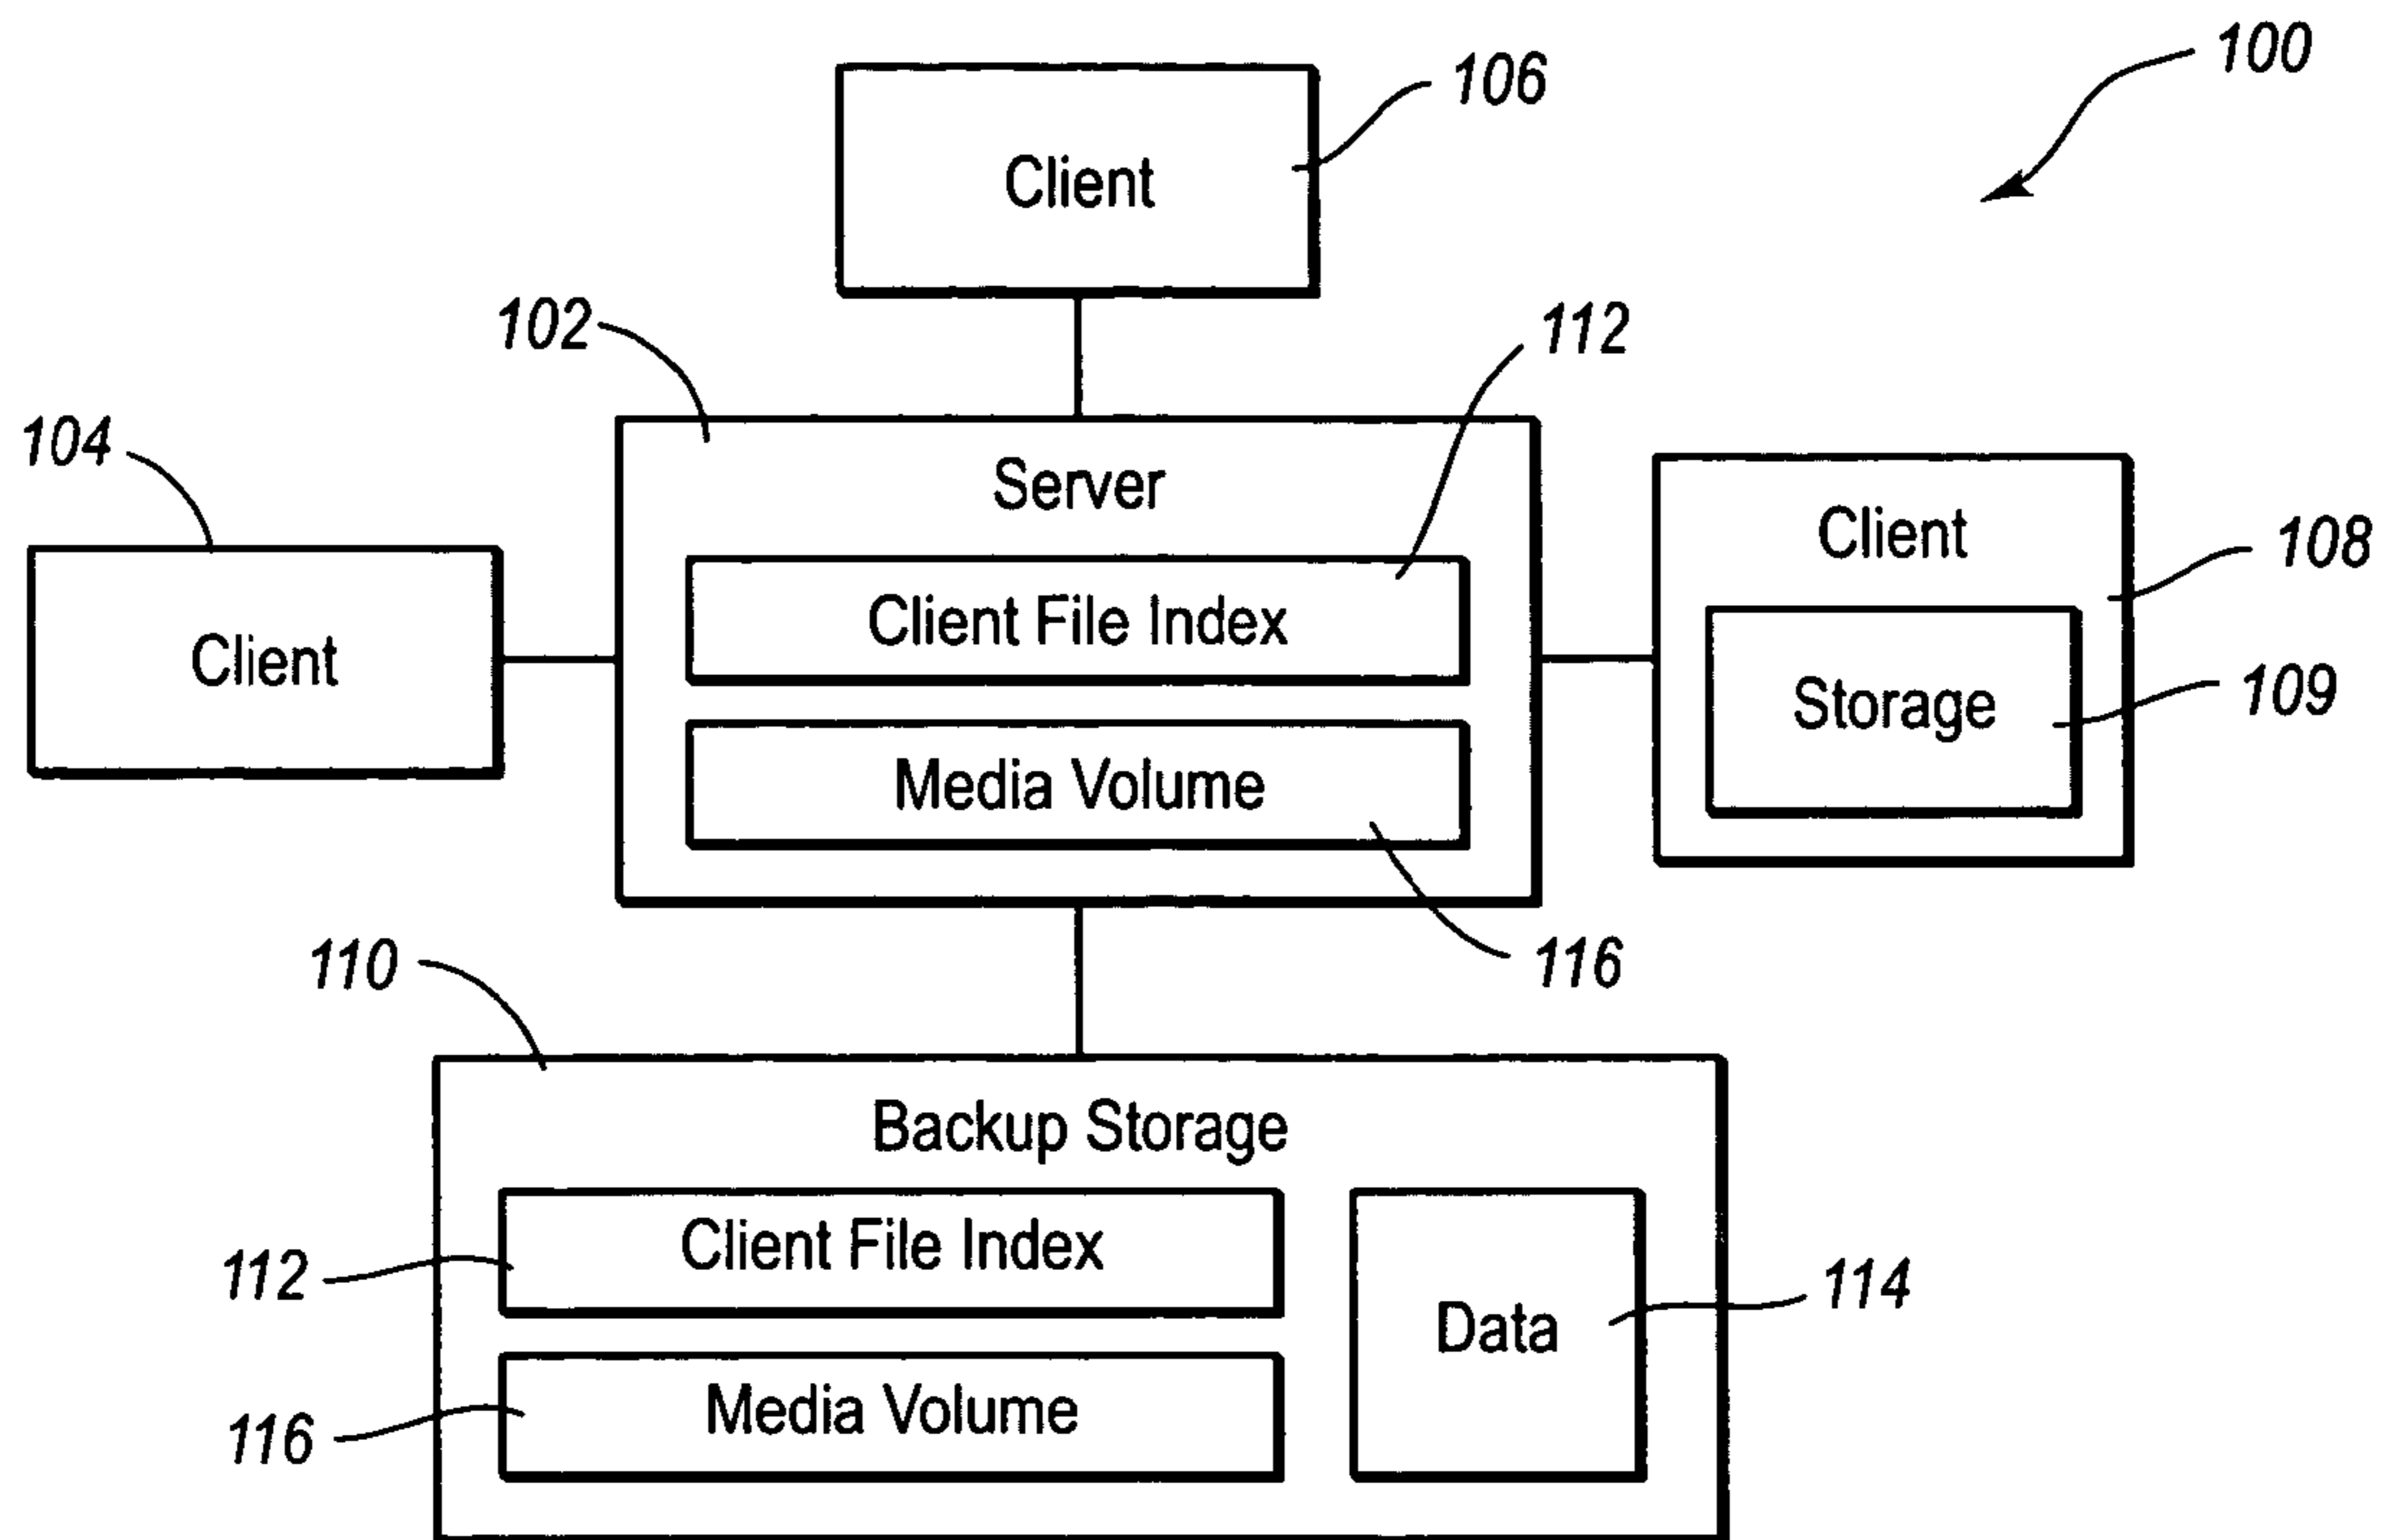 100
106
Client
102
112
104
Server
Client
108
Client File Index
Client
Storage
109
Media Volume
110
116
Backup Storage
Client File Index
112
114
Data
Media Volume
116